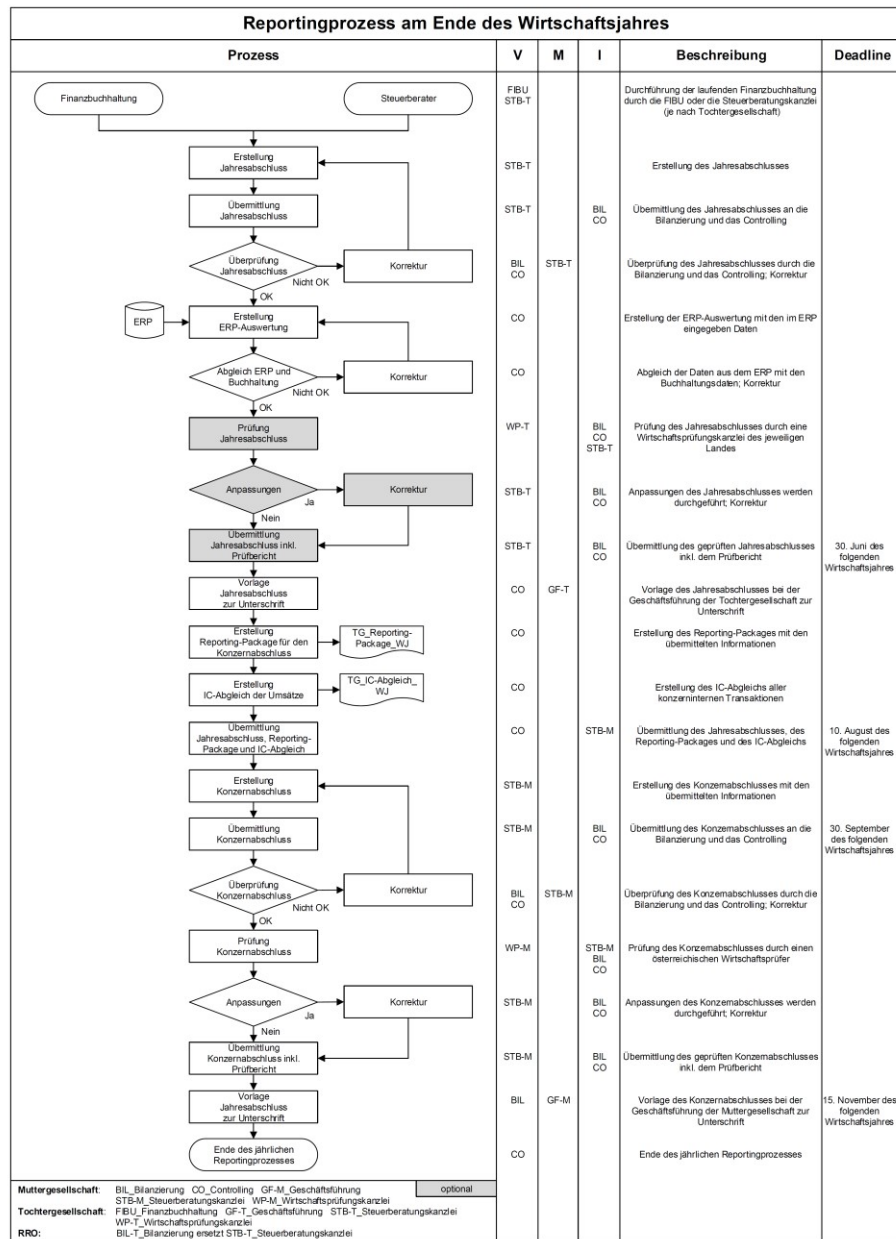 Reportingprozess am Ende des Wirtschaftsjahres
Prozess V M I Beschreibung Deadline
Finanzbuchhaltung
Steuerberater
FIBU
STB-T
Durchführung der laufenden Finanzbuchhaltung
durch die FIBU oder die Steuerberatungskanzlei
(je nach Tochtergesellschaft)
Erstellung
Jahresabschluss
STB-T
Erstellung des Jahresabschlusses
Übermittlung
Jahresabschluss
STB-T
BIL
CO
Übermittlung des Jahresabschlusses an die
Bilanzierung und das Controlling
Überprüfung
Jahresabschluss
Nicht OK
Korrektur
OK
BIL
CO
STB-T
Überprüfung des Jahresabschlusses durch die
Bilanzierung und das Controlling; Korrektur
ERP
Erstellung
ERP-Auswertung
CO
Erstellung der ERP-Auswertung mit den im ERP
eingegeben Daten
Abgleich ERP und
Buchhaltung
Nicht OK
Korrektur
OK
CO
Abgleich der Daten aus dem ERP mit den
Buchhaltungsdaten; Korrektur
Prüfung
Jahresabschluss
WP-T
BIL
CO
STB-T
Prüfung des Jahresabschlusses durch eine
Wirtschaftsprüfungskanzlei des jeweiligen
Landes
Anpassungen
Ja
Korrektur
Nein
STB-T
BIL
CO
Anpassungen des Jahresabschlusses werden
durchgeführt; Korrektur
Übermittlung
Jahresabschluss inkl.
Prüfbericht
STB-T
BIL
CO
Übermittlung des geprüften Jahresabschlusses
inkl. dem Prüfbericht
30. Juni des
folgenden
Wirtschaftsjahres
Vorlage
Jahresabschluss
zur Unterschrift
CO
GF-T
Vorlage des Jahresabschluss bei der
Geschäftsführung der Tochtergesellschaft zur
Unterschrift
Erstellung
Reporting-Package für den
Konzernabschluss
TG_Reporting-
Package_WJ
CO
Erstellung des Reporting-Packages mit den
übermittelten Informationen
Erstellung
IC-Abgleich der Umsätze
TG_IC-Abgleich_
WJ
CO
Erstellung des IC-Abgleichs aller
konzerninternen Transaktionen
Übermittlung
Jahresabschluss, Reporting-
Package und IC-Abgleich
CO
STB-M
Übermittlung des Jahresabschluss, des
Reporting-Packages und des IC-Abgleichs
10. August des
folgenden
Wirtschaftsjahres
Erstellung
Konzernabschluss
STB-M
Erstellung des Konzernabschlusses mit den
übermittelten Informationen
Übermittlung
Konzernabschluss
STB-M
BIL
CO
Übermittlung des Konzernabschlusses an die
Bilanzierung und das Controlling
30. September
des folgenden
Wirtschaftsjahres
Überprüfung
Konzernabschluss
Nicht OK
Korrektur
OK
BIL
CO
STB-M
Überprüfung des Konzernabschlusses durch die
Bilanzierung und das Controlling; Korrektur
Prüfung
Konzernabschluss
WP-M
STB-M
BIL
CO
Prüfung des Konzernabschlusses durch einen
österreichischen Wirtschaftsprüfer
Anpassungen
Ja
Korrektur
Nein
STB-M
BIL
CO
Anpassungen des Konzernabschlusses werden
durchgeführt; Korrektur
Übermittlung
Konzernabschluss inkl.
Prüfbericht
STB-M
BIL
CO
Übermittlung des geprüften Konzernabschlusses
inkl. dem Prüfbericht
Vorlage
Jahresabschluss
zur Unterschrift
BIL
GF-M
Vorlage des Konzernabschluss bei der
Geschäftsführung der Muttergesellschaft zur
Unterschrift
15. November des
folgenden
Wirtschaftsjahres
Ende des jährlichen
Reportingprozesses
CO
Ende des jährlichen Reportingprozesses
Muttergesellschaft: BIL_Bilanzierung CO_Controlling GF-M_Geschäftsführung
optional
STB-M_Steuerberatungskanzlei WP-M_Wirtschaftsprüfungskanzlei
Tochtergesellschaft: FIBU_Finanzbuchhaltung GF-T_Geschäftsführung STB-T_Steuerberatungskanzlei
WP-T_Wirtschaftsprüfungskanzlei
RRO: BIL-T_Bilanzierung ersetzt STB-T_Steuerberatungskanzlei